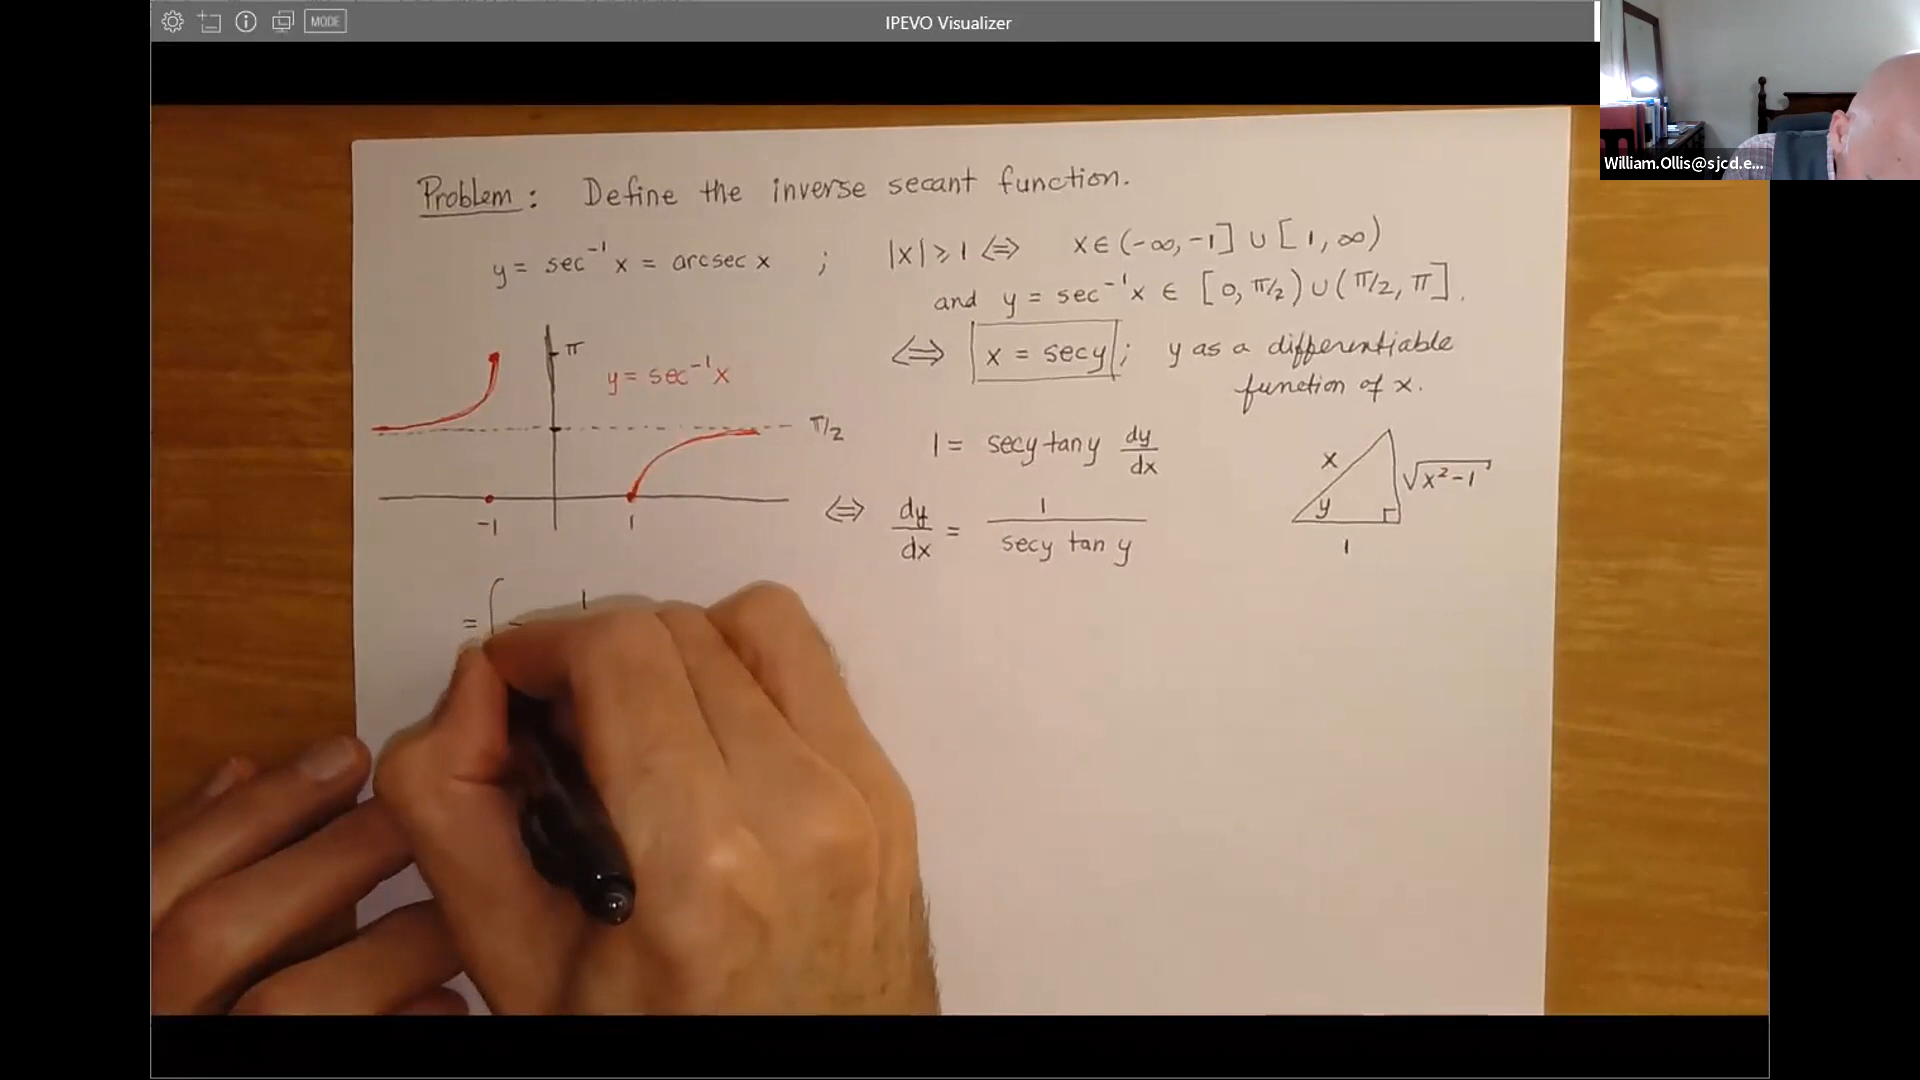 MODE
IPEVO Visualizer
William.Ollis@sjcd.e...
Problem: Define the inverse secant function.
y = sec⁻¹ x = arcsec x ; |x| ⩾ 1 ⇔ x ∈ (-∞, -1] ∪ [1, ∞)
and y = sec⁻¹x ∈ [0, π/2) ∪ (π/2, π].
⇔ x = sec y ; y as a differentiable
function of x.
π
y = sec⁻¹x
π/2
-1
1
1 = sec y tan y dy/dx
⇔ dy/dx = 1/(sec y tan y)
x
√x²-1
y
1
= 1